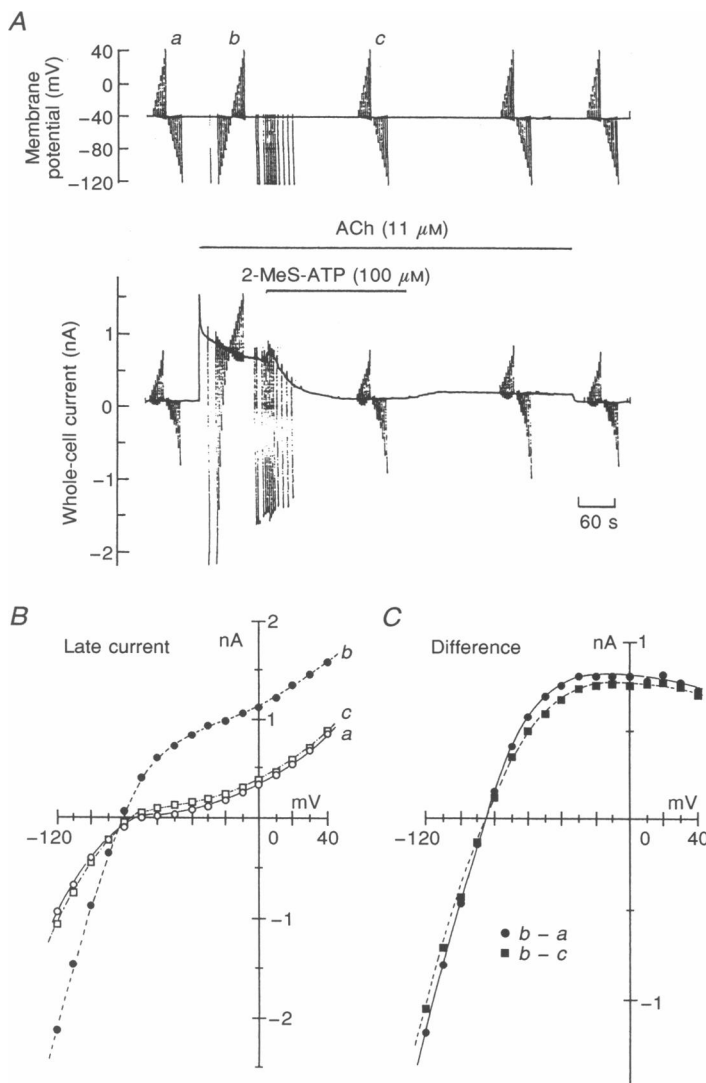 A
a b c
Membrane
potential (mV)
40
0
−40
−80
−120
ACh (11 μM)
2-MeS-ATP (100 μM)
Whole-cell current (nA)
1
0
−1
−2
60 s
B
Late current
nA
2
b
1
c
a
mV
−120
0
40
−1
−2
C
Difference
nA
1
mV
−120
0
40
b − a
b − c
−1